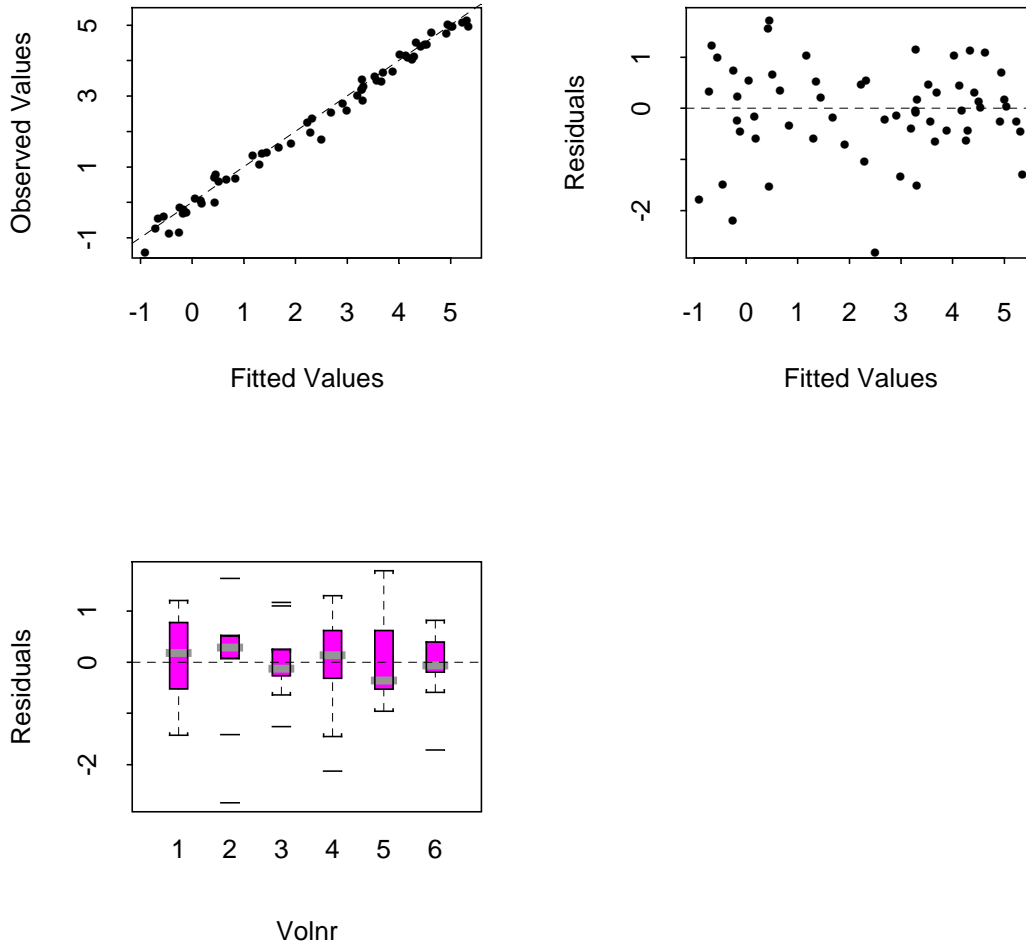 Observed Values
5
3
1
-1
-1 0 1 2 3 4 5
Fitted Values
Residuals
1
0
-2
-1 0 1 2 3 4 5
Fitted Values
Residuals
1
0
-2
1 2 3 4 5 6
Volnr